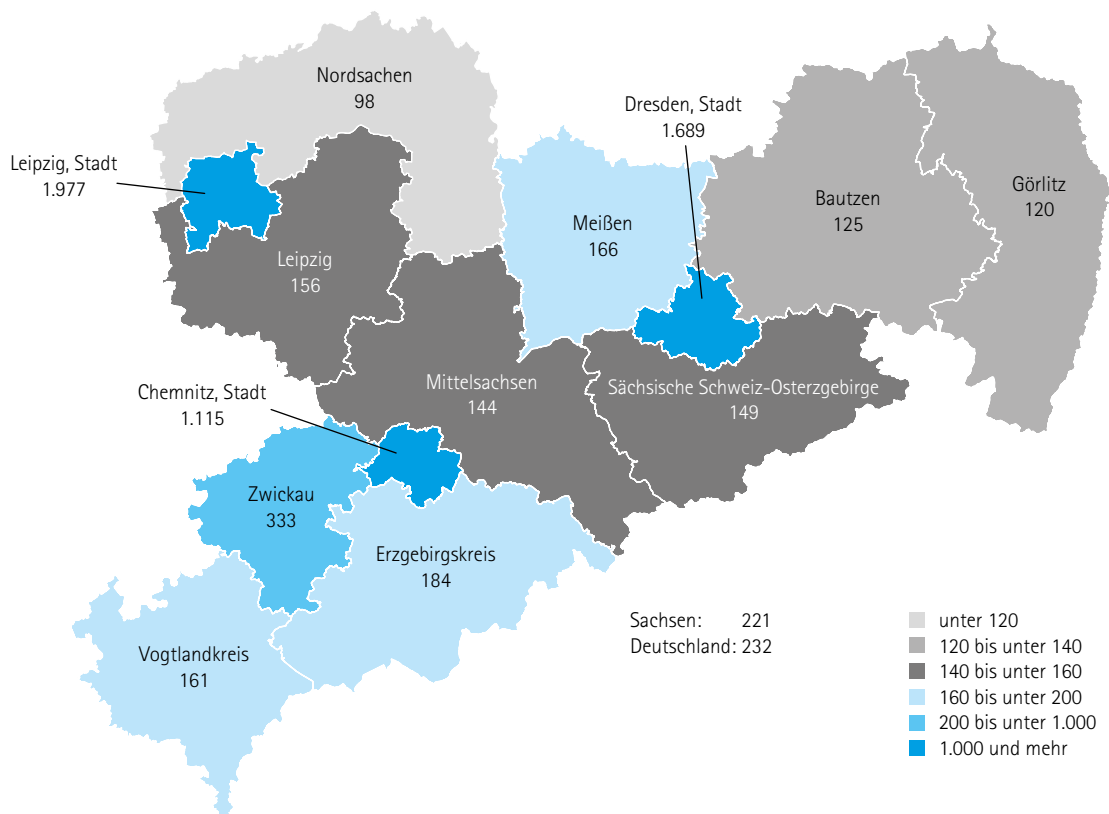 Nordsachen
98
Dresden, Stadt
1.689
Leipzig, Stadt
1.977
Görlitz
120
Bautzen
125
Meißen
166
Leipzig
156
Mittelsachsen
144
Sächsische Schweiz-Osterzgebirge
149
Chemnitz, Stadt
1.115
Zwickau
333
Erzgebirgskreis
184
Vogtlandkreis
161
Sachsen: 221
Deutschland: 232
unter 120
120 bis unter 140
140 bis unter 160
160 bis unter 200
200 bis unter 1.000
1.000 und mehr